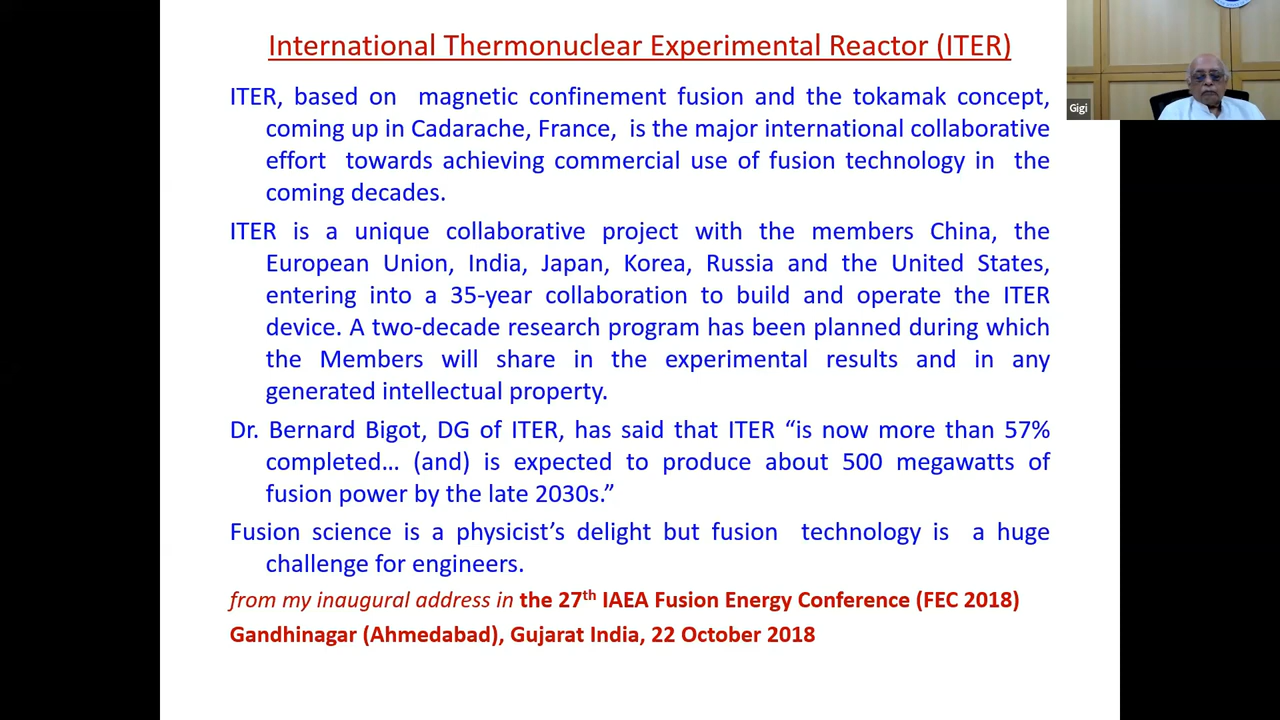 International Thermonuclear Experimental Reactor (ITER)
Gigi
ITER, based on magnetic confinement fusion and the tokamak concept,
coming up in Cadarache, France, is the major international collaborative
effort towards achieving commercial use of fusion technology in the
coming decades.
ITER is a unique collaborative project with the members China, the
European Union, India, Japan, Korea, Russia and the United States,
entering into a 35-year collaboration to build and operate the ITER
device. A two-decade research program has been planned during which
the Members will share in the experimental results and in any
generated intellectual property.
Dr. Bernard Bigot, DG of ITER, has said that ITER “is now more than 57%
completed… (and) is expected to produce about 500 megawatts of
fusion power by the late 2030s.”
Fusion science is a physicist’s delight but fusion technology is a huge
challenge for engineers.
from my inaugural address in the 27th IAEA Fusion Energy Conference (FEC 2018)
Gandhinagar (Ahmedabad), Gujarat India, 22 October 2018